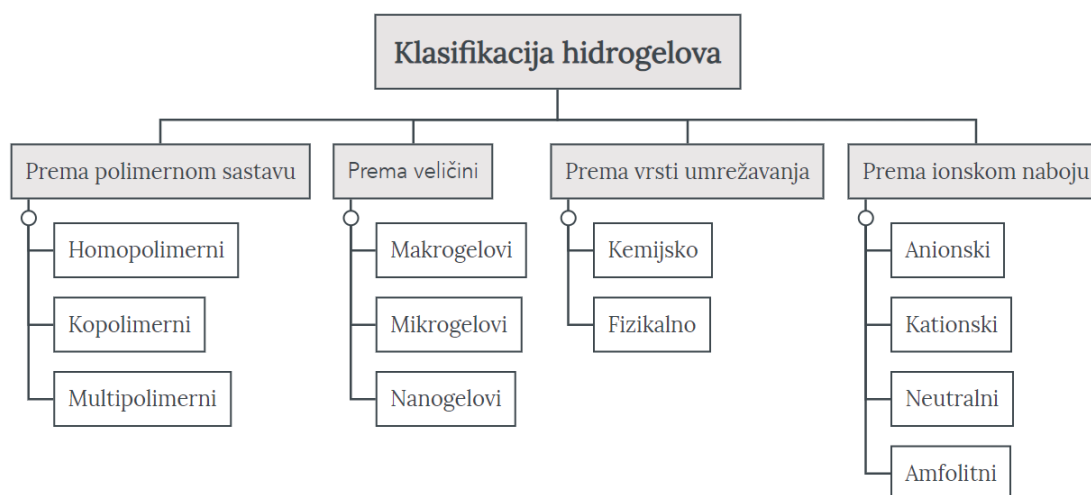 Klasifikacija hidrogelova
Prema polimernom sastavu
Homopolimerni
Kopolimerni
Multipolimerni
Prema veličini
Makrogelovi
Mikrogelovi
Nanogelovi
Prema vrsti umrežavanja
Kemijsko
Fizikalno
Prema ionskom naboju
Anionski
Kationski
Neutralni
Amfolitni